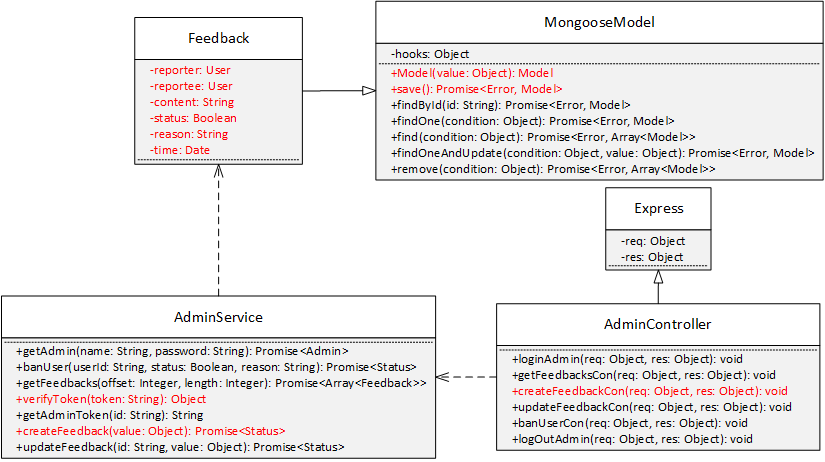 Feedback
-reporter: User
-reportee: User
-content: String
-status: Boolean
-reason: String
-time: Date
MongooseModel
-hooks: Object
+Model(value: Object): Model
+save(): Promise<Error, Model>
+findById(id: String): Promise<Error, Model>
+findOne(condition: Object): Promise<Error, Model>
+find(condition: Object): Promise<Error, Array<Model>>
+findOneAndUpdate(condition: Object, value: Object): Promise<Error, Model>
+remove(condition: Object): Promise<Error, Array<Model>>
Express
-req: Object
-res: Object
AdminService
+getAdmin(name: String, password: String): Promise<Admin>
+banUser(userId: String, status: Boolean, reason: String): Promise<Status>
+getFeedbacks(offset: Integer, length: Integer): Promise<Array<Feedback>>
+verifyToken(token: String): Object
+getAdminToken(id: String): String
+createFeedback(value: Object): Promise<Status>
+updateFeedback(id: String, value: Object): Promise<Status>
AdminController
+loginAdmin(req: Object, res: Object): void
+getFeedbacksCon(req: Object, res: Object): void
+createFeedbackCon(req: Object, res: Object): void
+updateFeedbackCon(req: Object, res: Object): void
+banUserCon(req: Object, res: Object): void
+logOutAdmin(req: Object, res: Object): void